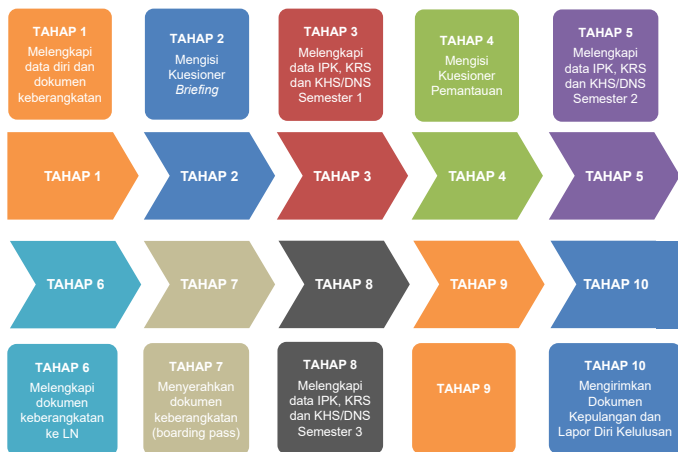 TAHAP 1
Melengkapi
data diri dan
dokumen
keberangkatan
TAHAP 2
Mengisi
Kuesioner
Briefing
TAHAP 3
Melengkapi
data IPK, KRS
dan KHS/DNS
Semester 1
TAHAP 4
Mengisi
Kuesioner
Pemantauan
TAHAP 5
Melengkapi
data IPK, KRS
dan KHS/DNS
Semester 2
TAHAP 1
TAHAP 2
TAHAP 3
TAHAP 4
TAHAP 5
TAHAP 6
TAHAP 7
TAHAP 8
TAHAP 9
TAHAP 10
TAHAP 6
Melengkapi
dokumen
keberangkatan
ke LN
TAHAP 7
Menyerahkan
dokumen
keberangkatan
(boarding pass)
TAHAP 8
Melengkapi
data IPK, KRS
dan KHS/DNS
Semester 3
TAHAP 9
TAHAP 10
Mengirimkan
Dokumen
Kepulangan dan
Lapor Diri Kelulusan